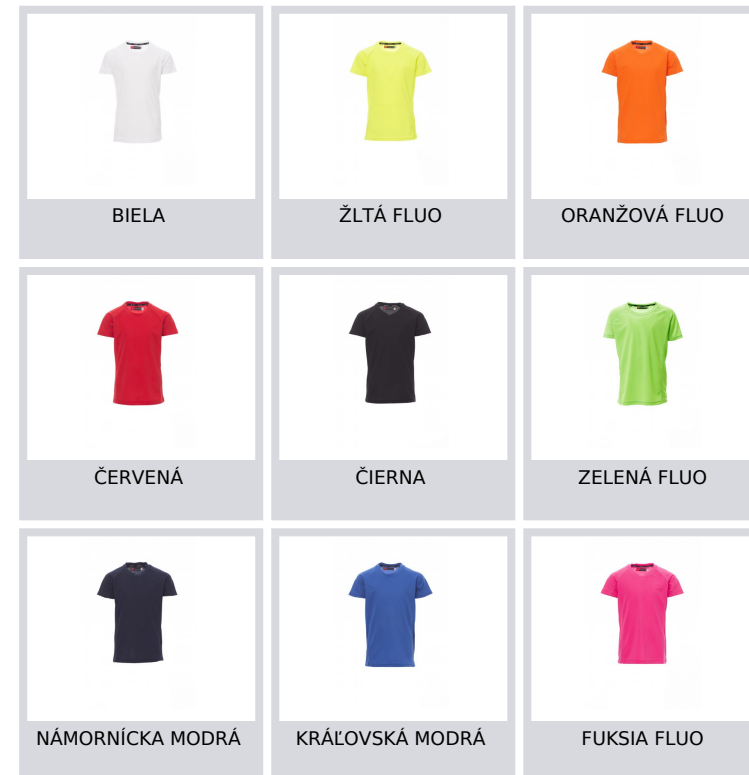 BIELA
ŽLTÁ FLUO
ORANŽOVÁ FLUO
ČERVENÁ
ČIERNA
ZELENÁ FLUO
NÁMORNÍCKA MODRÁ
KRÁĽOVSKÁ MODRÁ
FUKSIA FLUO